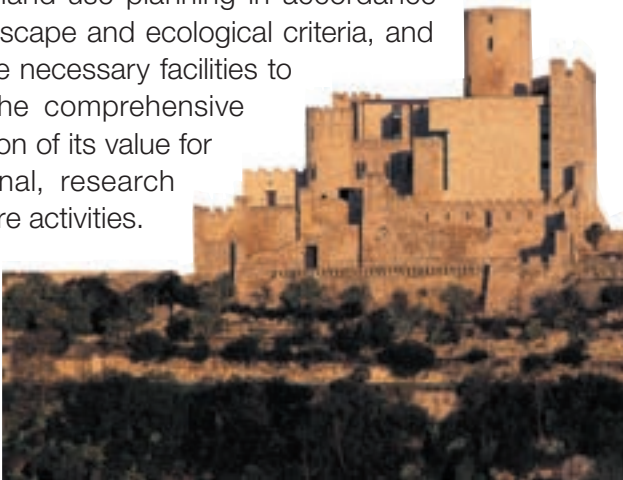 land use planning in accordance
scape and ecological criteria, and
e necessary facilities to
he comprehensive
on of its value for
nal, research
re activities.